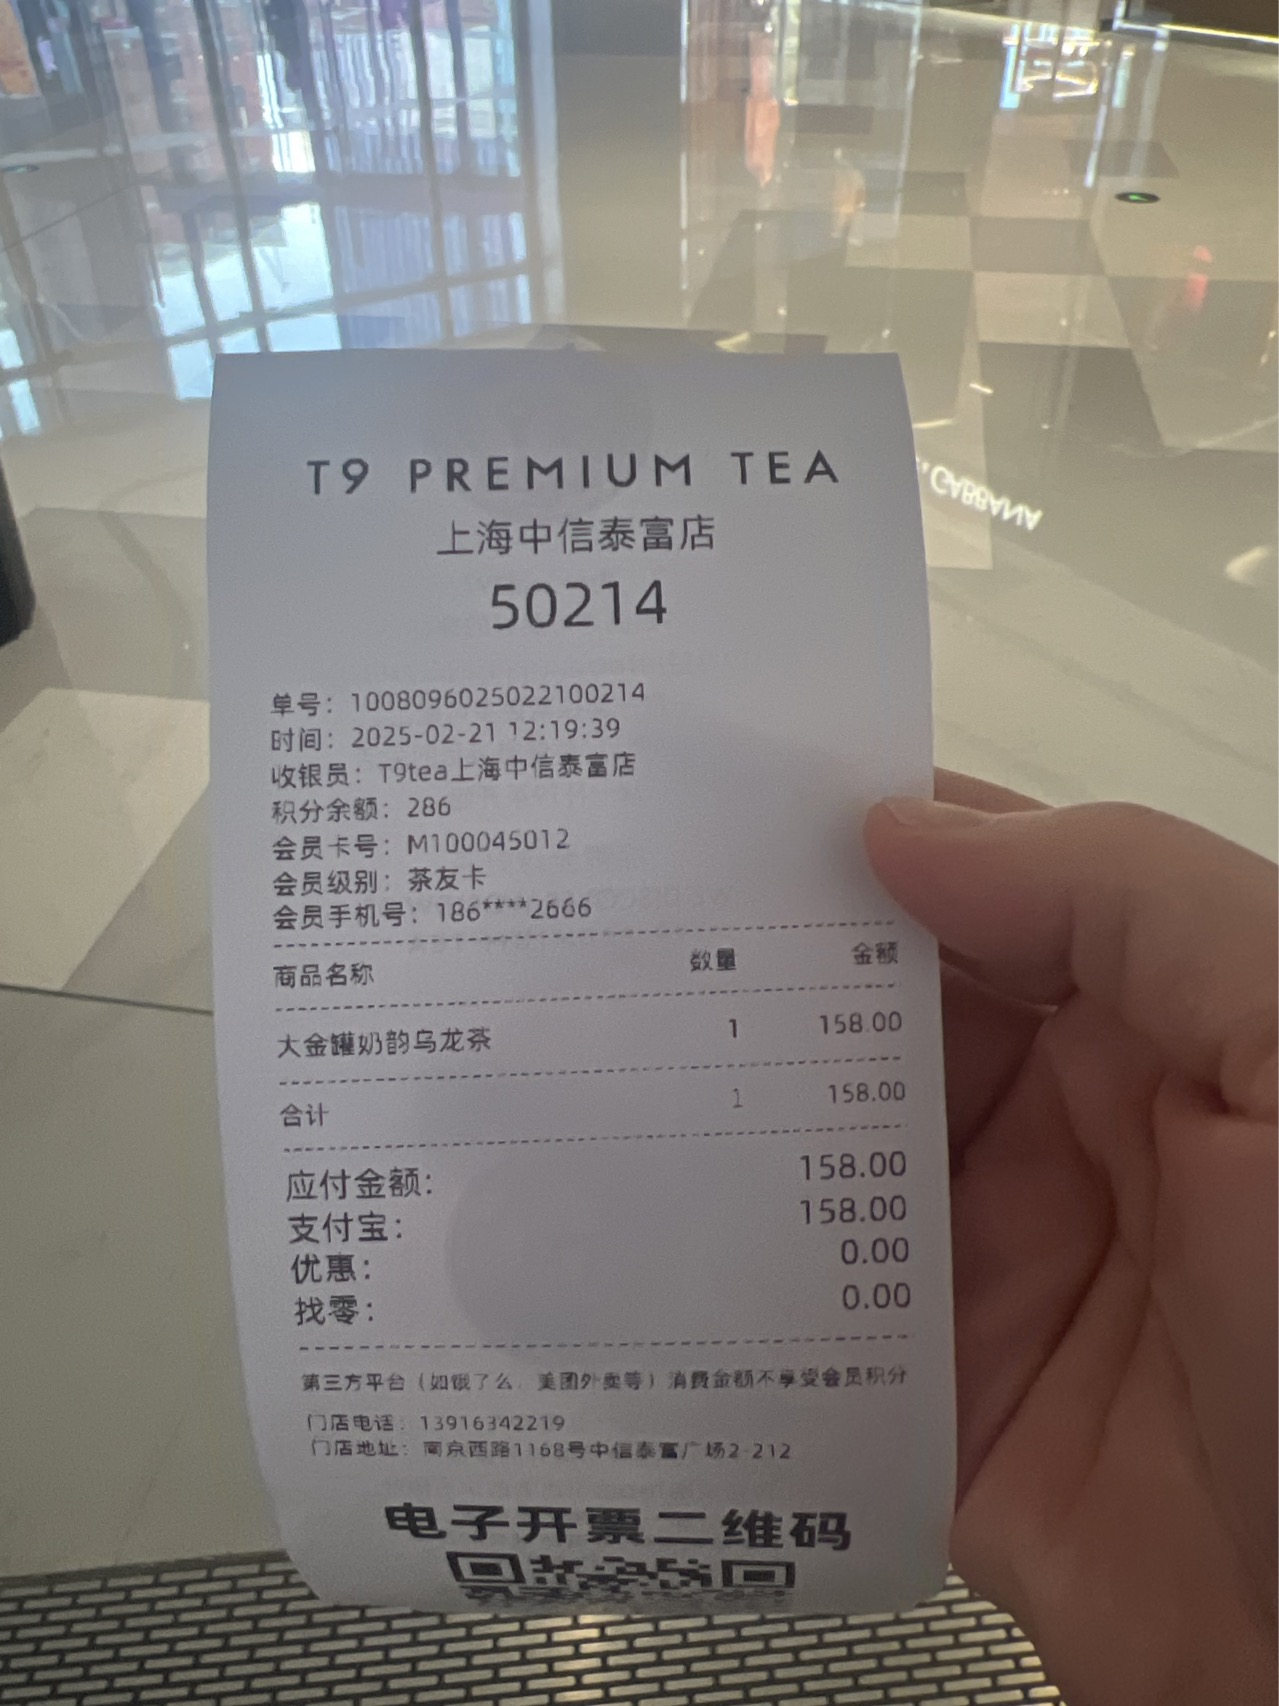 T9 PREMIUM TEA
上海中信泰富店
50214
单号：1008096025022100214
时间：2025-02-21 12:19:39
收银员：T9tea上海中信泰富店
积分余额：286
会员卡号：M100045012
会员级别：茶友卡
会员手机号：186****2666
商品名称 数量 金额
大金罐奶韵乌龙茶 1 158.00
合计 1 158.00
应付金额： 158.00
支付宝： 158.00
优惠： 0.00
找零： 0.00
第三方平台（如饿了么、美团外卖等）消费金额不享受会员积分
门店电话：13916342219
门店地址：南京西路1168号中信泰富广场2-212
电子开票二维码
GABBANA